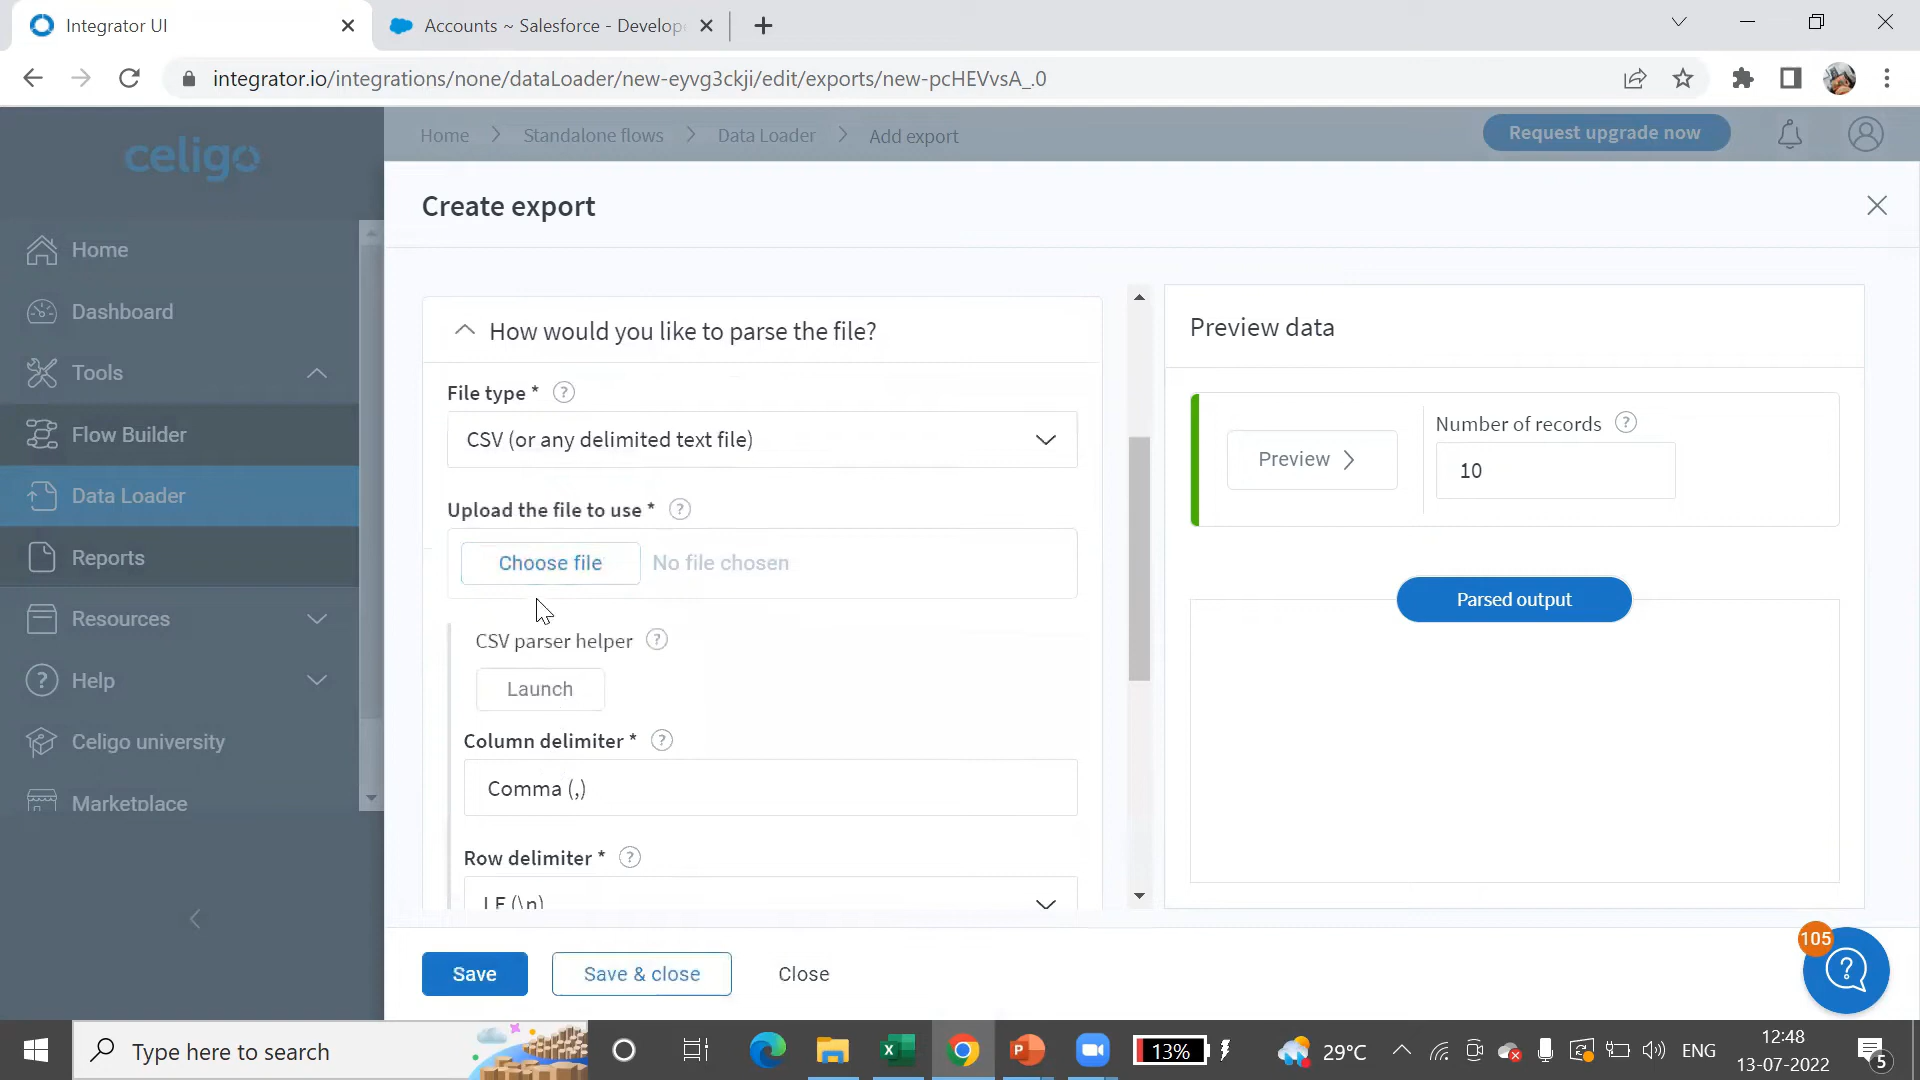 Integrator UI
Accounts ~ Salesforce - Develop
integrator.io/integrations/none/dataLoader/new-eyvg3ckji/edit/exports/new-pcHEVvsA_.0
celigo
Home
Standalone flows
Data Loader
Add export
Request upgrade now
Create export
Home
Dashboard
Tools
Flow Builder
Data Loader
Reports
Resources
Help
Celigo university
Marketplace
How would you like to parse the file?
File type *
CSV (or any delimited text file)
Upload the file to use *
Choose file
No file chosen
CSV parser helper
Launch
Column delimiter *
Comma (,)
Row delimiter *
LF (\n)
Preview data
Preview
Number of records
10
Parsed output
Save
Save & close
Close
105
Type here to search
13%
29°C
ENG
12:48
13-07-2022
5